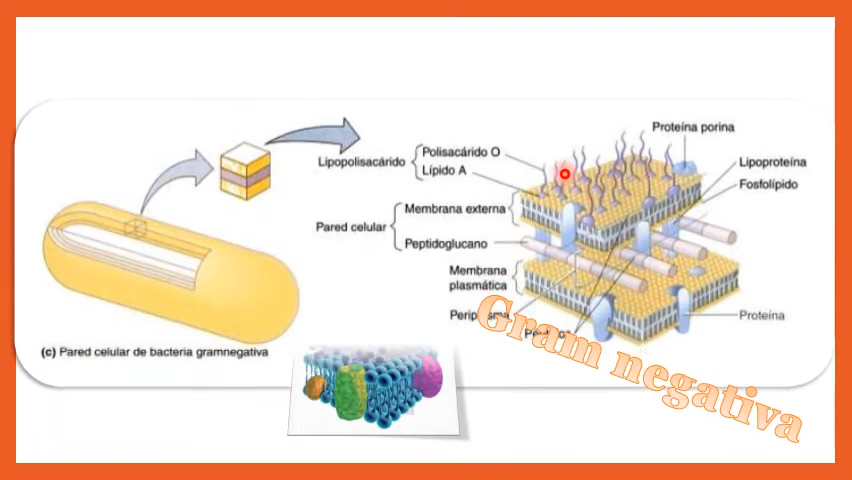 Proteína porina
Polisacárido O
Lipopolisacárido
Lípido A
Lipoproteína
Fosfolípido
Membrana externa
Pared celular
Peptidoglucano
Membrana
plasmática
Periplasma
Proteína
(c) Pared celular de bacteria gramnegativa
Gram negativa